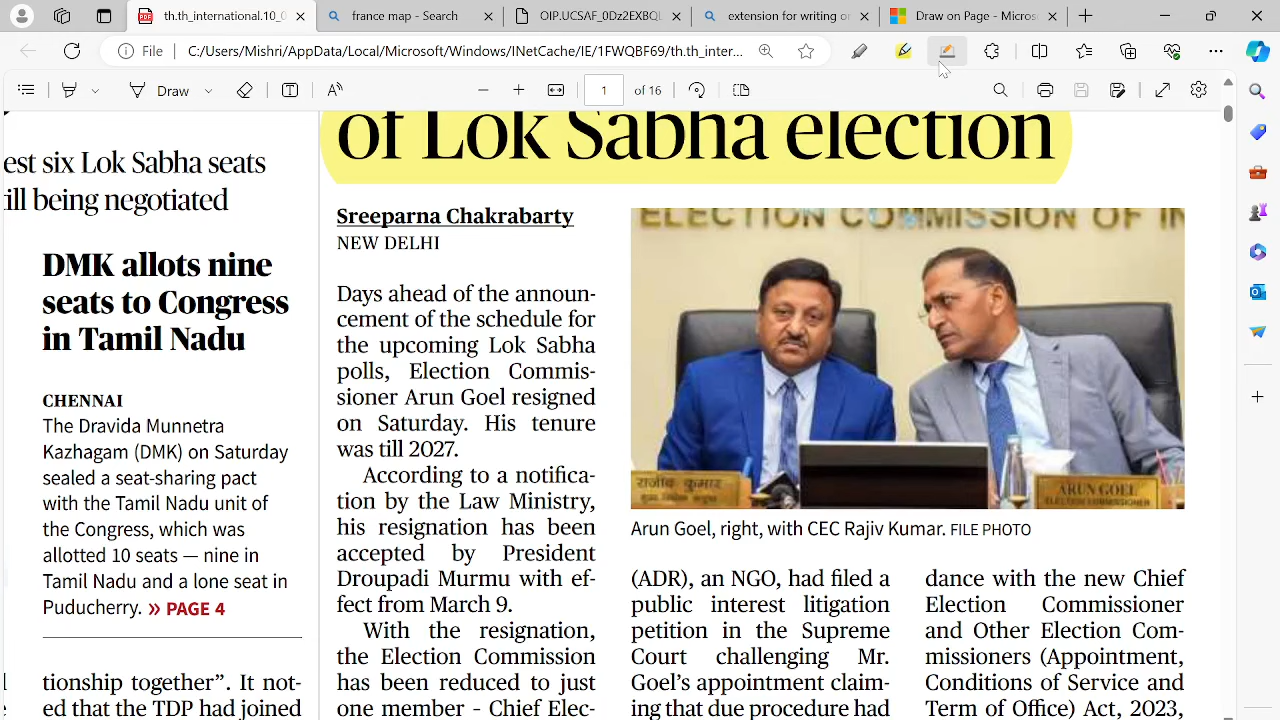 th.th_international.10_0
france map - Search
OIP.UCZAF_0Dz2EXBQL
extension for writing or
Draw on Page - Micros
File
C:/Users/Mishri/AppData/Local/Microsoft/Windows/INetCache/IE/1FWQBF69/th.th_inter...
Draw
1
of 16
of Lok Sabha election
est six Lok Sabha seats
ill being negotiated
DMK allots nine
seats to Congress
in Tamil Nadu
CHENNAI
The Dravida Munnetra
Kazhagam (DMK) on Saturday
sealed a seat-sharing pact
with the Tamil Nadu unit of
the Congress, which was
allotted 10 seats — nine in
Tamil Nadu and a lone seat in
Puducherry. » PAGE 4
tionship together”. It not-
ed that the TDP had joined
Sreeparna Chakrabarty
NEW DELHI
Days ahead of the announ-
cement of the schedule for
the upcoming Lok Sabha
polls, Election Commis-
sioner Arun Goel resigned
on Saturday. His tenure
was till 2027.
According to a notifica-
tion by the Law Ministry,
his resignation has been
accepted by President
Droupadi Murmu with ef-
fect from March 9.
With the resignation,
the Election Commission
has been reduced to just
one member - Chief Elec-
ELECTION COMMISSION OF IN
राजीव कुमार
ARUN GOEL
ELECTION COMMISSIONER
Arun Goel, right, with CEC Rajiv Kumar. FILE PHOTO
(ADR), an NGO, had filed a
public interest litigation
petition in the Supreme
Court challenging Mr.
Goel’s appointment claim-
ing that due procedure had
dance with the new Chief
Election Commissioner
and Other Election Com-
missioners (Appointment,
Conditions of Service and
Term of Office) Act, 2023,